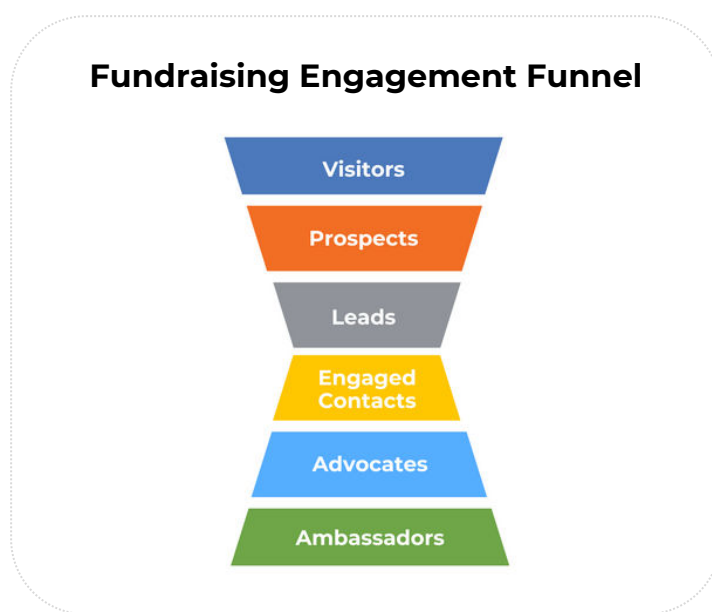 Fundraising Engagement Funnel
Visitors
Prospects
Leads
Engaged
Contacts
Advocates
Ambassadors